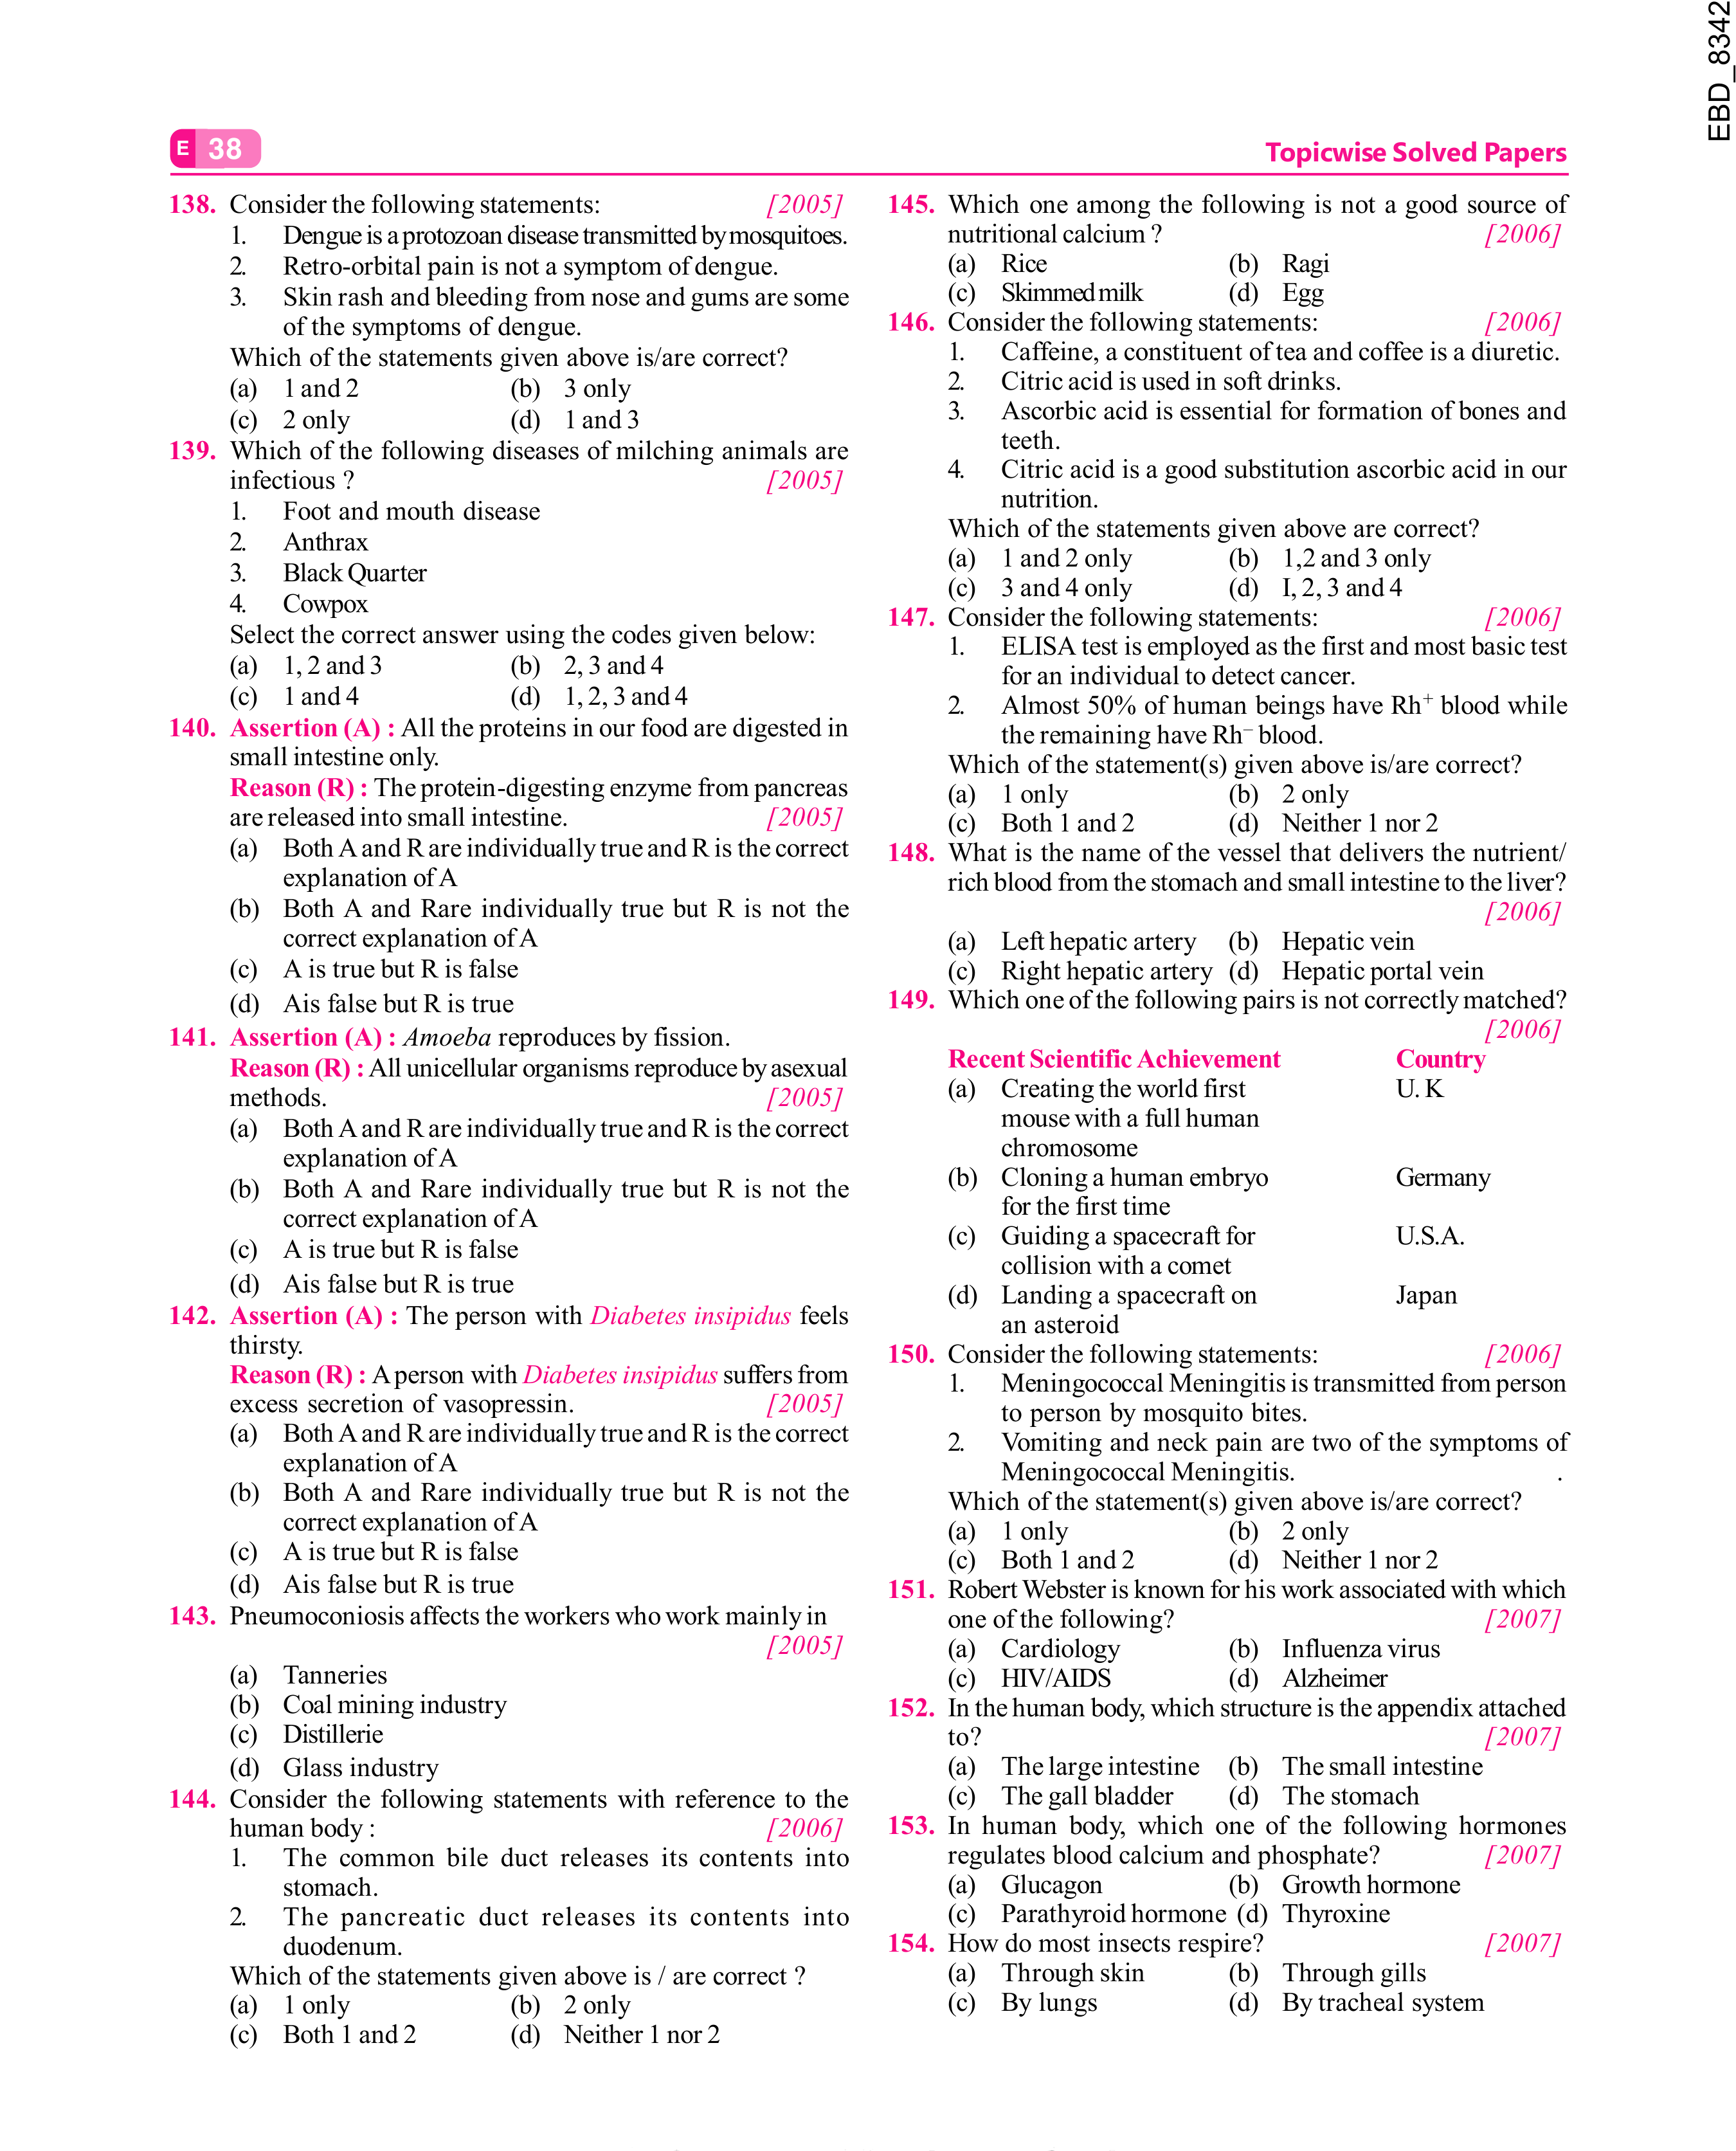 EBD_8342
E 38
Topicwise Solved Papers
138. Consider the following statements: [2005]
1. Dengue is a protozoan disease transmitted by mosquitoes.
2. Retro-orbital pain is not a symptom of dengue.
3. Skin rash and bleeding from nose and gums are some
of the symptoms of dengue.
Which of the statements given above is/are correct?
(a) 1 and 2 (b) 3 only
(c) 2 only (d) 1 and 3
139. Which of the following diseases of milching animals are
infectious ? [2005]
1. Foot and mouth disease
2. Anthrax
3. Black Quarter
4. Cowpox
Select the correct answer using the codes given below:
(a) 1, 2 and 3 (b) 2, 3 and 4
(c) 1 and 4 (d) 1, 2, 3 and 4
140. Assertion (A) : All the proteins in our food are digested in
small intestine only.
Reason (R) : The protein-digesting enzyme from pancreas
are released into small intestine. [2005]
(a) Both A and R are individually true and R is the correct
explanation of A
(b) Both A and Rare individually true but R is not the
correct explanation of A
(c) A is true but R is false
(d) Ais false but R is true
141. Assertion (A) : Amoeba reproduces by fission.
Reason (R) : All unicellular organisms reproduce by asexual
methods. [2005]
(a) Both A and R are individually true and R is the correct
explanation of A
(b) Both A and Rare individually true but R is not the
correct explanation of A
(c) A is true but R is false
(d) Ais false but R is true
142. Assertion (A) : The person with Diabetes insipidus feels
thirsty.
Reason (R) : A person with Diabetes insipidus suffers from
excess secretion of vasopressin. [2005]
(a) Both A and R are individually true and R is the correct
explanation of A
(b) Both A and Rare individually true but R is not the
correct explanation of A
(c) A is true but R is false
(d) Ais false but R is true
143. Pneumoconiosis affects the workers who work mainly in
[2005]
(a) Tanneries
(b) Coal mining industry
(c) Distillerie
(d) Glass industry
144. Consider the following statements with reference to the
human body : [2006]
1. The common bile duct releases its contents into
stomach.
2. The pancreatic duct releases its contents into
duodenum.
Which of the statements given above is / are correct ?
(a) 1 only (b) 2 only
(c) Both 1 and 2 (d) Neither 1 nor 2
145. Which one among the following is not a good source of
nutritional calcium ? [2006]
(a) Rice (b) Ragi
(c) Skimmed milk (d) Egg
146. Consider the following statements: [2006]
1. Caffeine, a constituent of tea and coffee is a diuretic.
2. Citric acid is used in soft drinks.
3. Ascorbic acid is essential for formation of bones and
teeth.
4. Citric acid is a good substitution ascorbic acid in our
nutrition.
Which of the statements given above are correct?
(a) 1 and 2 only (b) 1,2 and 3 only
(c) 3 and 4 only (d) I, 2, 3 and 4
147. Consider the following statements: [2006]
1. ELISA test is employed as the first and most basic test
for an individual to detect cancer.
2. Almost 50% of human beings have Rh⁺ blood while
the remaining have Rh⁻ blood.
Which of the statement(s) given above is/are correct?
(a) 1 only (b) 2 only
(c) Both 1 and 2 (d) Neither 1 nor 2
148. What is the name of the vessel that delivers the nutrient/
rich blood from the stomach and small intestine to the liver?
[2006]
(a) Left hepatic artery (b) Hepatic vein
(c) Right hepatic artery (d) Hepatic portal vein
149. Which one of the following pairs is not correctly matched?
[2006]
Recent Scientific Achievement Country
(a) Creating the world first U. K
mouse with a full human
chromosome
(b) Cloning a human embryo Germany
for the first time
(c) Guiding a spacecraft for U.S.A.
collision with a comet
(d) Landing a spacecraft on Japan
an asteroid
150. Consider the following statements: [2006]
1. Meningococcal Meningitis is transmitted from person
to person by mosquito bites.
2. Vomiting and neck pain are two of the symptoms of
Meningococcal Meningitis. .
Which of the statement(s) given above is/are correct?
(a) 1 only (b) 2 only
(c) Both 1 and 2 (d) Neither 1 nor 2
151. Robert Webster is known for his work associated with which
one of the following? [2007]
(a) Cardiology (b) Influenza virus
(c) HIV/AIDS (d) Alzheimer
152. In the human body, which structure is the appendix attached
to? [2007]
(a) The large intestine (b) The small intestine
(c) The gall bladder (d) The stomach
153. In human body, which one of the following hormones
regulates blood calcium and phosphate? [2007]
(a) Glucagon (b) Growth hormone
(c) Parathyroid hormone (d) Thyroxine
154. How do most insects respire? [2007]
(a) Through skin (b) Through gills
(c) By lungs (d) By tracheal system